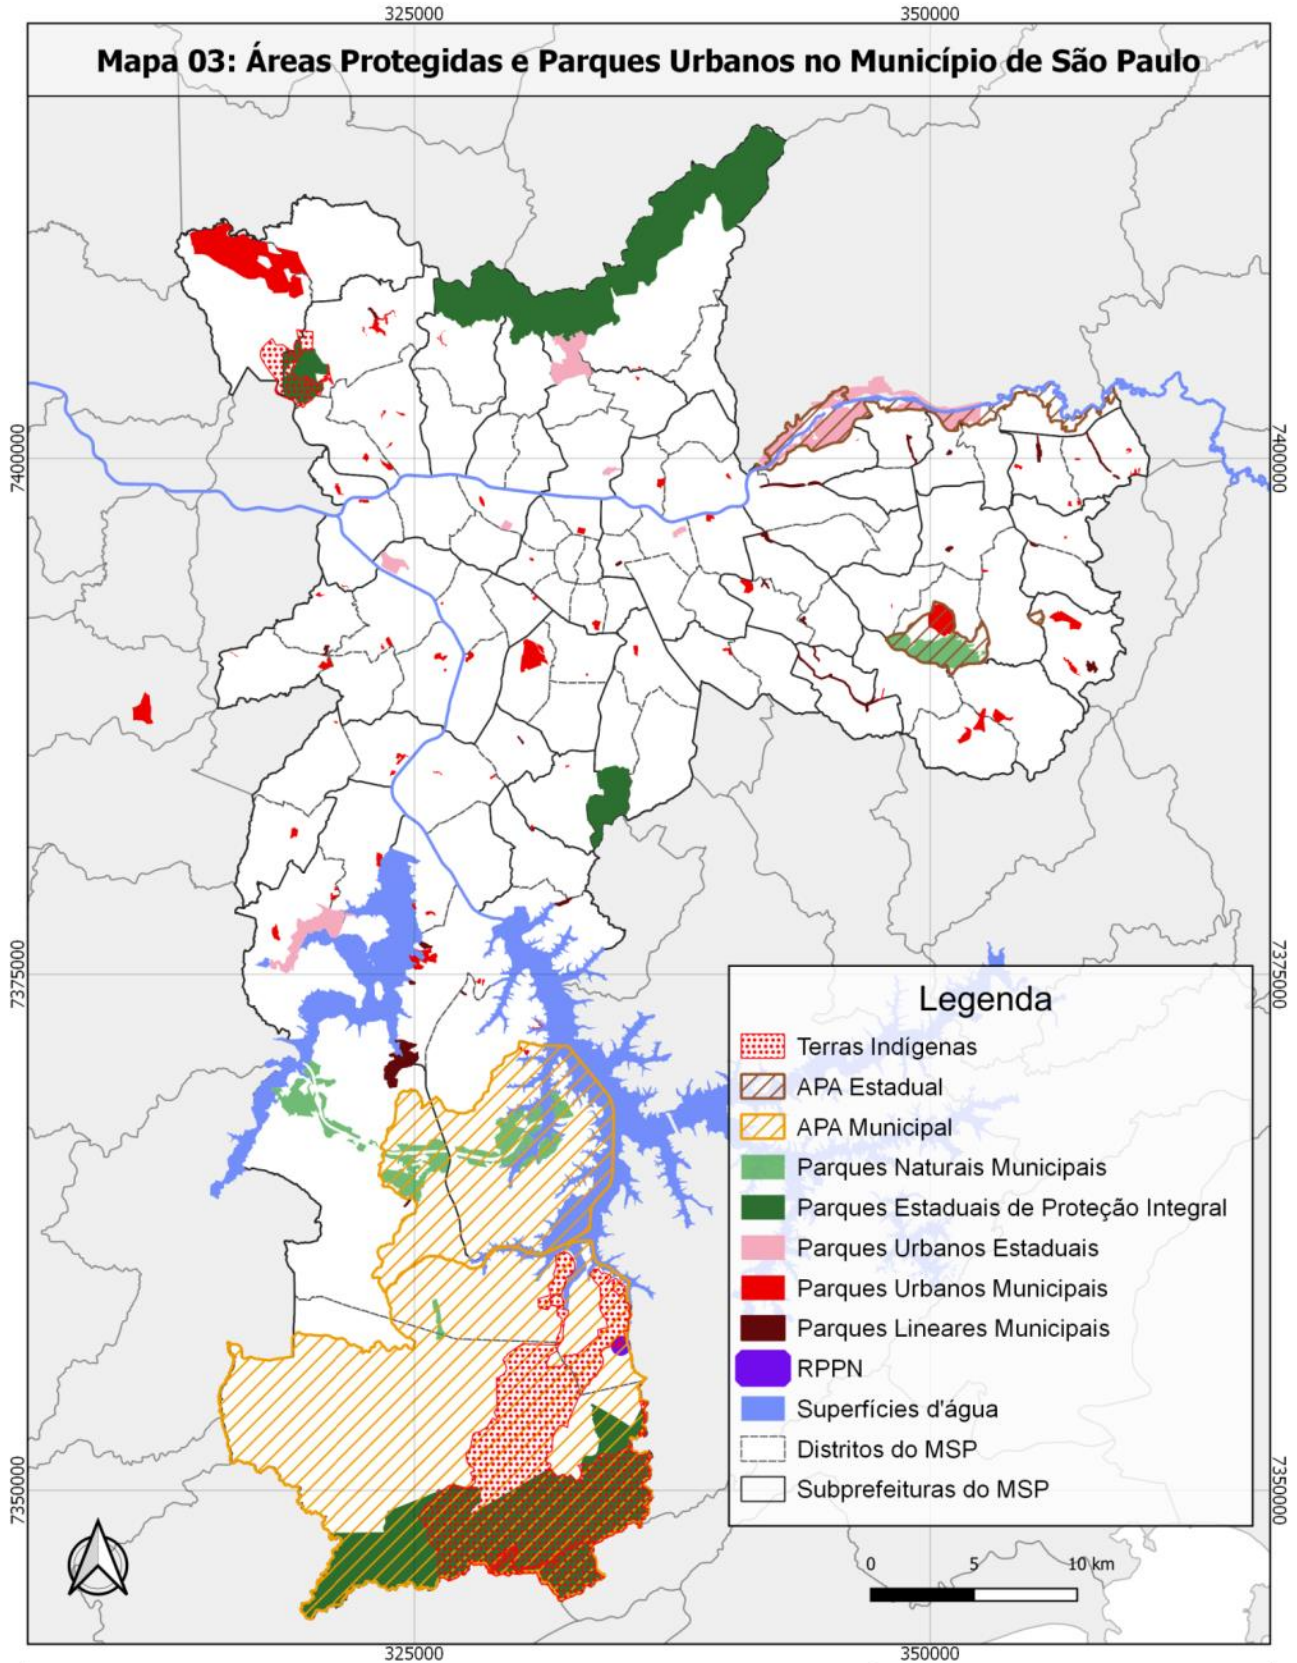 325000 350000
Mapa 03: Áreas Protegidas e Parques Urbanos no Município de São Paulo
7400000 7400000
7375000 7375000
Legenda
Terras Indígenas
APA Estadual
APA Municipal
Parques Naturais Municipais
Parques Estaduais de Proteção Integral
Parques Urbanos Estaduais
Parques Urbanos Municipais
Parques Lineares Municipais
RPPN
Superfícies d'água
Distritos do MSP
Subprefeituras do MSP
7350000 7350000
0 5 10 km
325000 350000